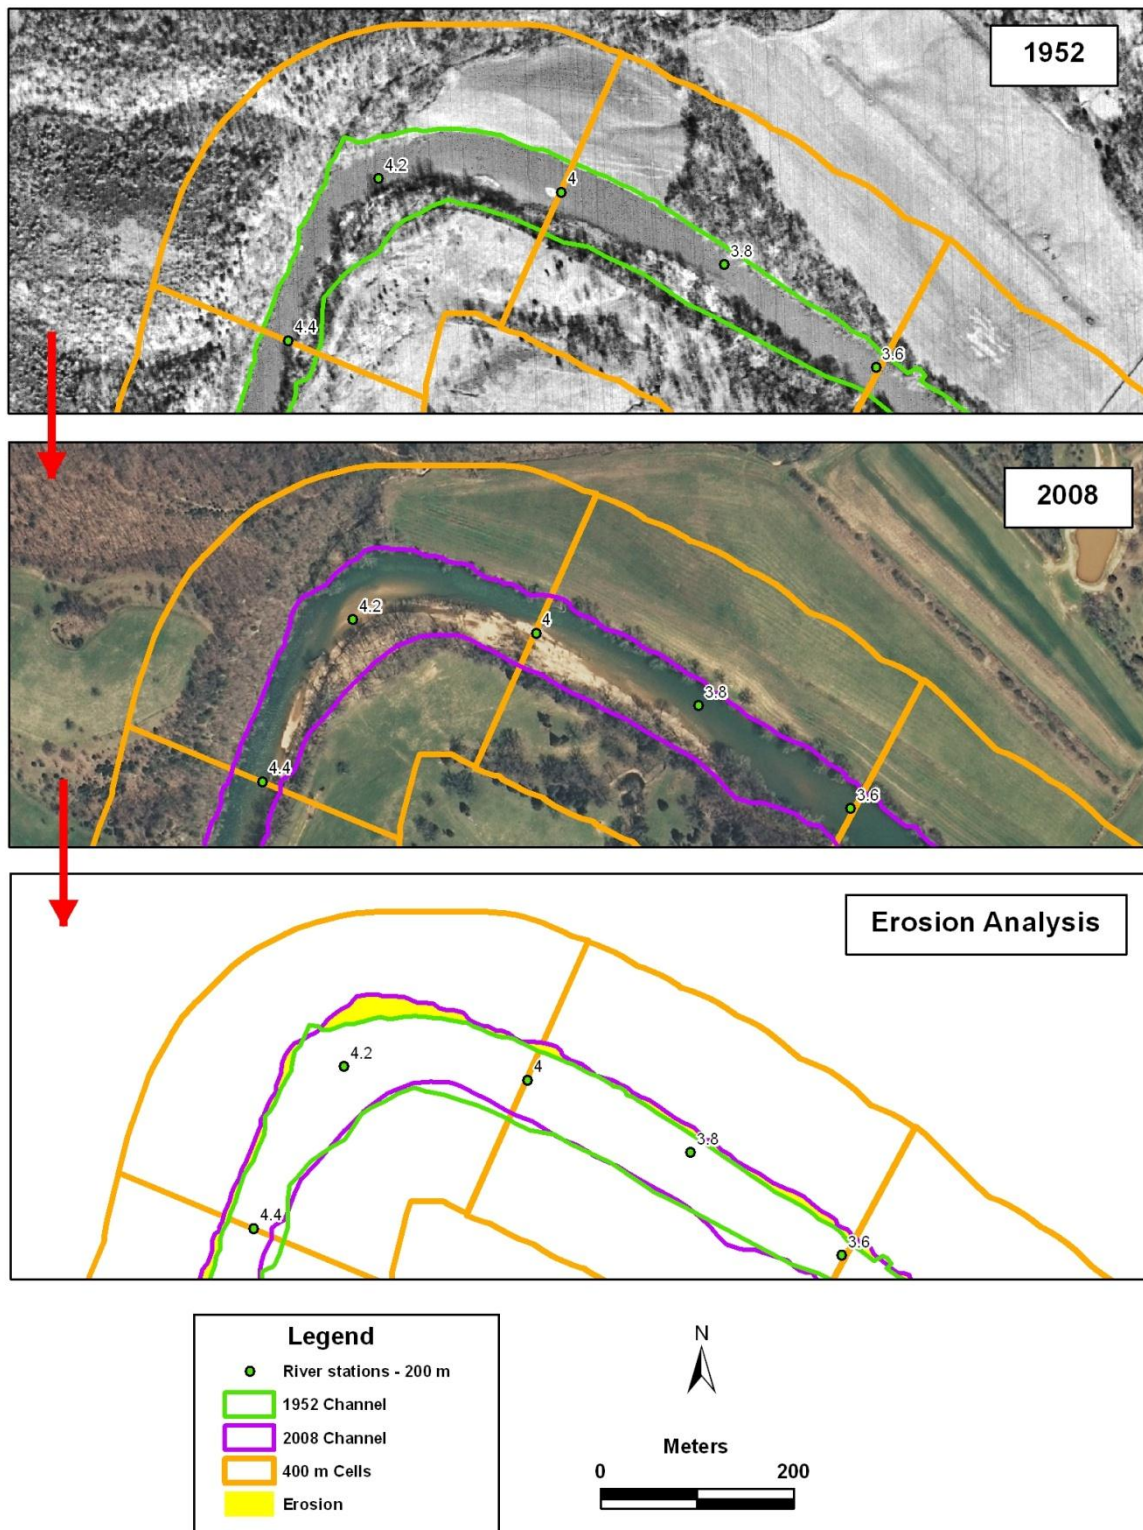 1952
4.2
4
3.8
4.4
3.6
2008
4.2
4
3.8
4.4
3.6
Erosion Analysis
4.2
4
3.8
4.4
3.6
Legend
River stations - 200 m
1952 Channel
2008 Channel
400 m Cells
Erosion
N
Meters
0 200